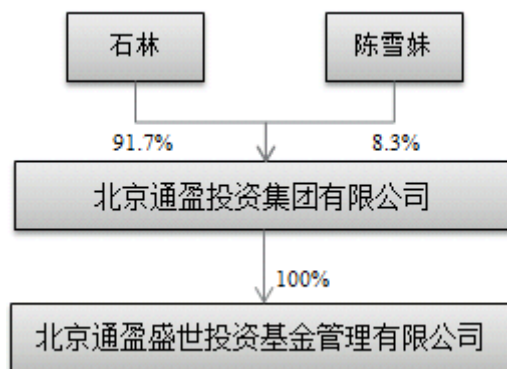 石林
陈雪妹
91.7%
8.3%
北京通盈投资集团有限公司
100%
北京通盈盛世投资基金管理有限公司